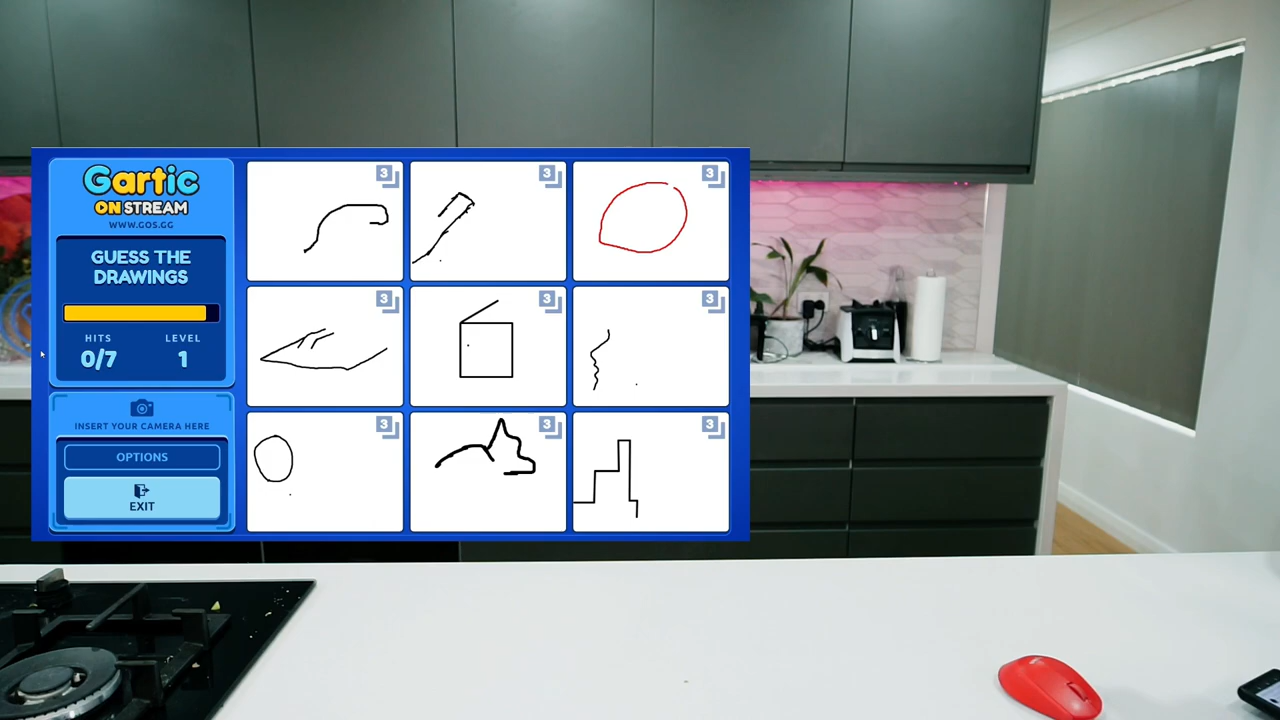 Gartic
ON STREAM
WWW.GOS.GG
GUESS THE
DRAWINGS
HITS
LEVEL
0/7
1
INSERT YOUR CAMERA HERE
OPTIONS
EXIT
3
3
3
3
3
3
3
3
3